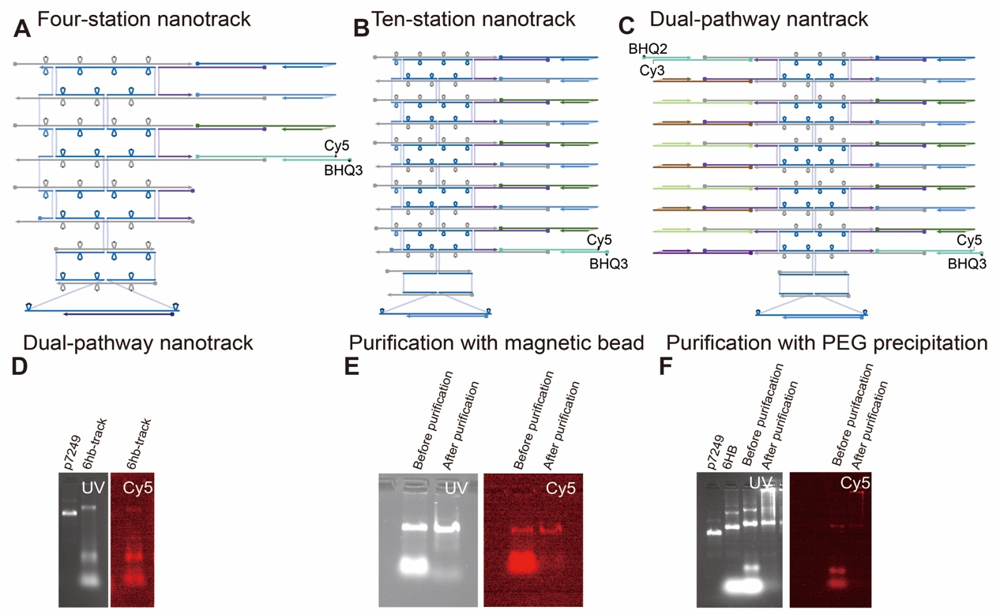 A Four-station nanotrack
B Ten-station nanotrack
C Dual-pathway nantrack
BHQ2
Cy3
Cy5
BHQ3
Cy5
BHQ3
Cy5
BHQ3
Dual-pathway nanotrack
D
Purification with magnetic bead
E
Purification with PEG precipitation
F
p7249
6hb-track
6hb-track
UV
Cy5
Before purification
After purification
Before purification
After purification
UV
Cy5
p7249
6HB
Before purifacation
After purification
Before purification
After purification
UV
Cy5